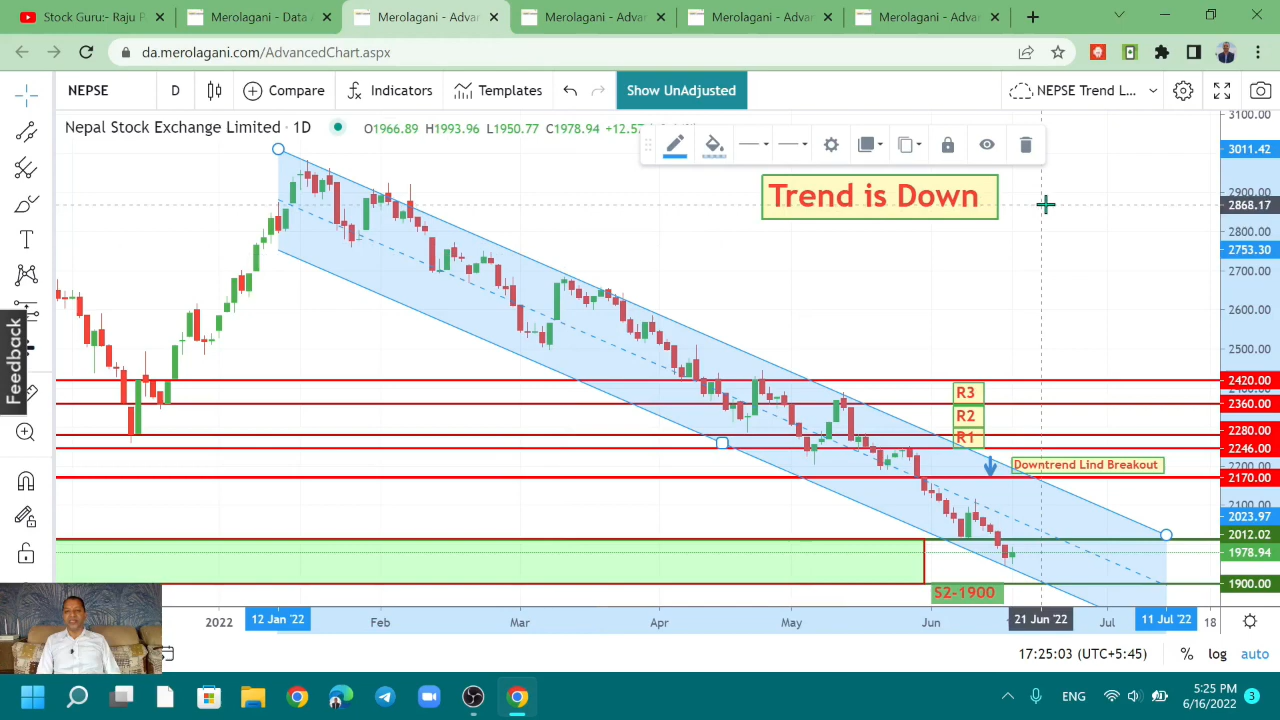 Stock Guru:- Raju P
Merolagani - Data A
Merolagani - Advan
Merolagani - Advan
Merolagani - Advan
Merolagani - Advan
da.merolagani.com/AdvancedChart.aspx
NEPSE D Compare Indicators Templates Show UnAdjusted NEPSE Trend L...
Nepal Stock Exchange Limited · 1D O1966.89 H1993.96 L1950.77 C1978.94 +12.57
Trend is Down
3100.00
3011.42
2900.00
2868.17
2800.00
2753.30
2700.00
2600.00
2500.00
2420.00
2360.00
2280.00
2246.00
2170.00
2100.00
2023.97
2012.02
1978.94
1900.00
R3
R2
R1
Downtrend Lind Breakout
S2-1900
Feedback
2022 12 Jan '22 Feb Mar Apr May Jun 21 Jun '22 Jul 11 Jul '22 18
17:25:03 (UTC+5:45) % log auto
ENG
5:25 PM
6/16/2022
3